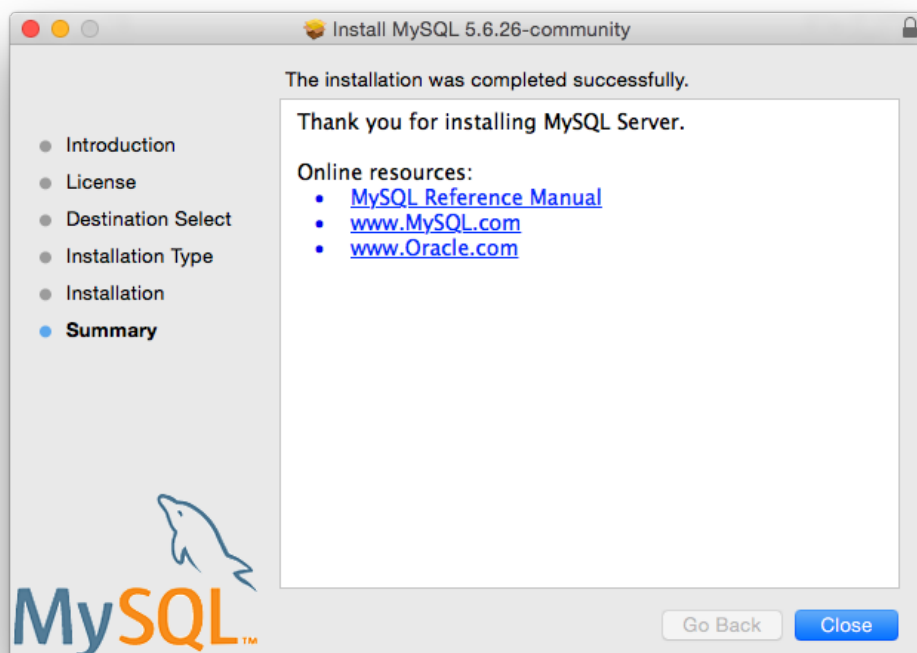 Install MySQL 5.6.26-community
The installation was completed successfully.
Introduction
License
Destination Select
Installation Type
Installation
Summary
Thank you for installing MySQL Server.
Online resources:
• MySQL Reference Manual
• www.MySQL.com
• www.Oracle.com
MySQL™
Go Back
Close